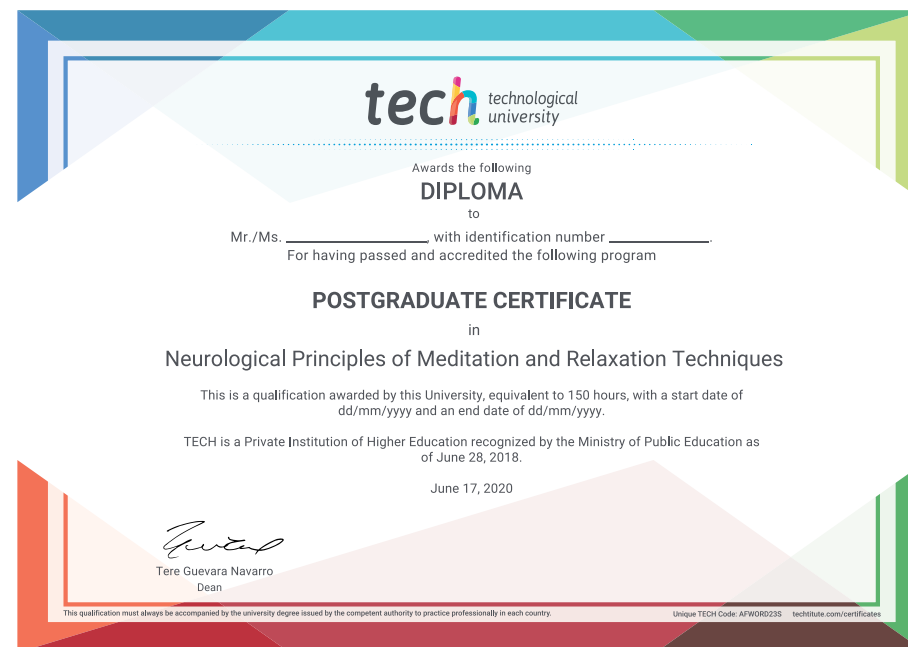 tech technological
university
Awards the following
DIPLOMA
to
Mr./Ms. ____________, with identification number ____________.
For having passed and accredited the following program
POSTGRADUATE CERTIFICATE
in
Neurological Principles of Meditation and Relaxation Techniques
This is a qualification awarded by this University, equivalent to 150 hours, with a start date of
dd/mm/yyyy and an end date of dd/mm/yyyy.
TECH is a Private Institution of Higher Education recognized by the Ministry of Public Education as
of June 28, 2018.
June 17, 2020
Tere Guevara Navarro
Dean
This qualification must always be accompanied by the university degree issued by the competent authority to practice professionally in each country.
Unique TECH Code: AFWORD23S techtitute.com/certificates